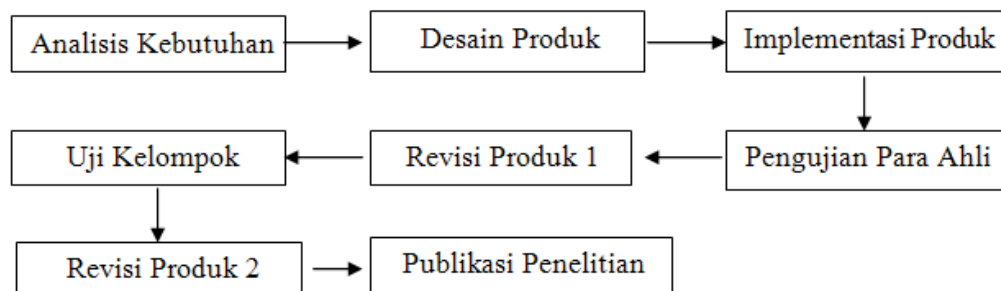 Analisis Kebutuhan
Desain Produk
Implementasi Produk
Pengujian Para Ahli
Revisi Produk 1
Uji Kelompok
Revisi Produk 2
Publikasi Penelitian